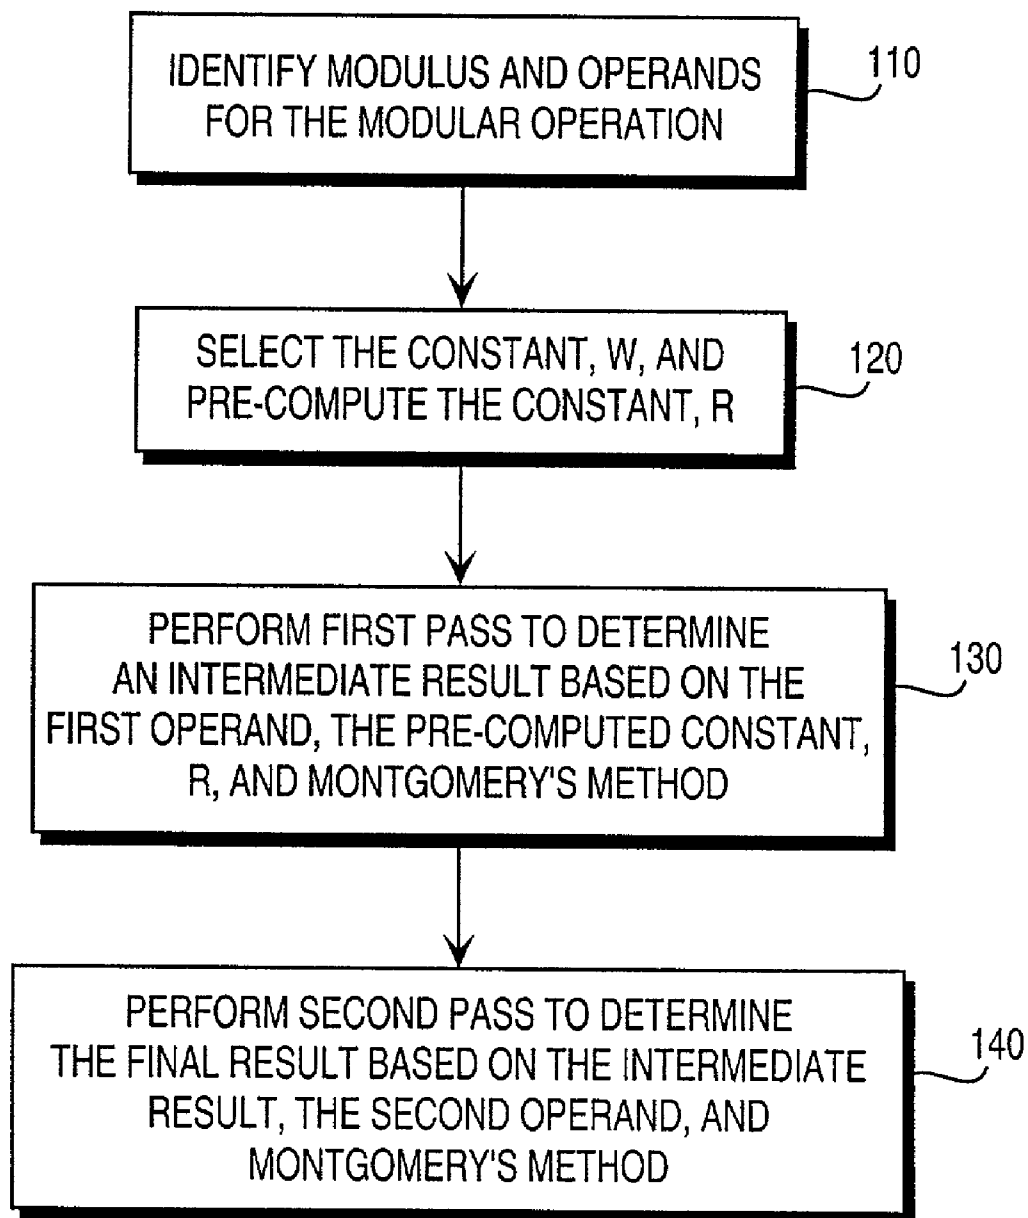 IDENTIFY MODULUS AND OPERANDS
FOR THE MODULAR OPERATION
110
SELECT THE CONSTANT, W, AND
PRE-COMPUTE THE CONSTANT, R
120
PERFORM FIRST PASS TO DETERMINE
AN INTERMEDIATE RESULT BASED ON THE
FIRST OPERAND, THE PRE-COMPUTED CONSTANT,
R, AND MONTGOMERY'S METHOD
130
PERFORM SECOND PASS TO DETERMINE
THE FINAL RESULT BASED ON THE INTERMEDIATE
RESULT, THE SECOND OPERAND, AND
MONTGOMERY'S METHOD
140